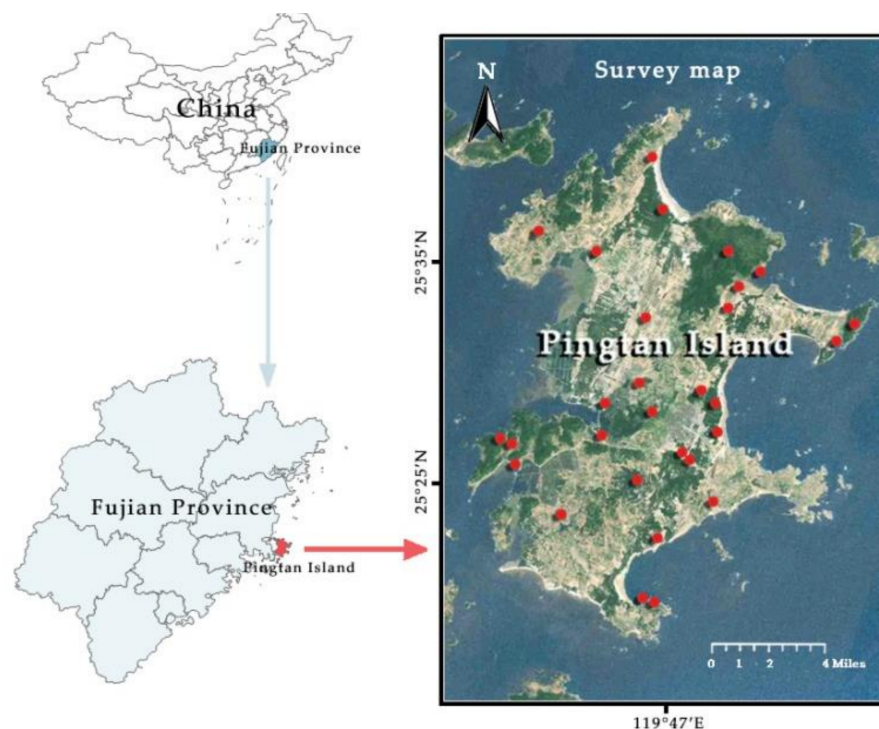 China
Fujian Province
Fujian Province
Pingtan Island
N
Survey map
25°35′N
25°25′N
Pingtan Island
0 1 2 4 Miles
119°47′E